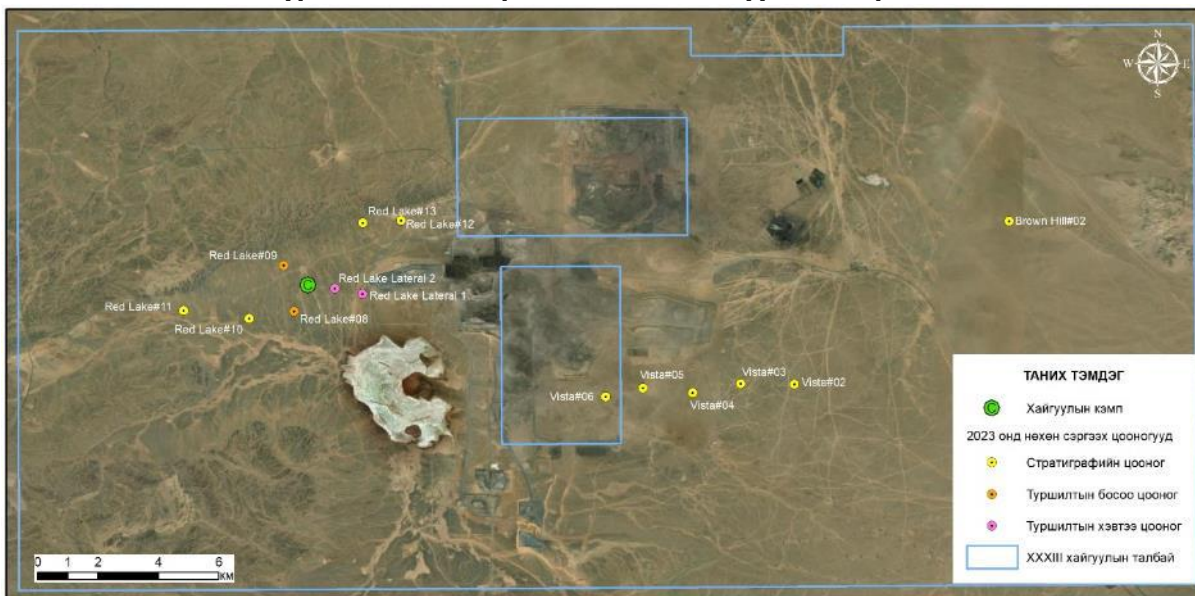 N
W
E
S
Red Lake#13
Red Lake#12
Brown Hill#02
Red Lake#09
Red Lake Lateral 2
Red Lake Lateral 1
Red Lake#11
Red Lake#10
Red Lake#08
Vista#05
Vista#03
Vista#02
Vista#06
Vista#04
ТАНИХ ТЭМДЭГ
C
C Хайгуулын кэмп
2023 онд нөхөн сэргээх цооногууд
Стратиграфийн цооног
Туршилтын босоо цооног
Туршилтын хэвтээ цооног
XXXIII хайгуулын талбай
0 1 2 4 6
КМ